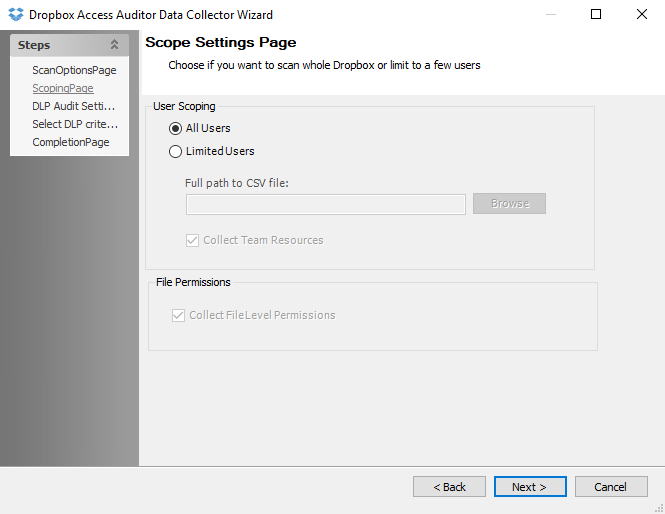 Dropbox Access Auditor Data Collector Wizard
Steps
ScanOptionsPage
ScopingPage
DLP Audit Setti...
Select DLP crite...
CompletionPage
Scope Settings Page
Choose if you want to scan whole Dropbox or limit to a few users
User Scoping
All Users
Limited Users
Full path to CSV file:
Browse
Collect Team Resources
File Permissions
Collect File Level Permissions
< Back
Next >
Cancel